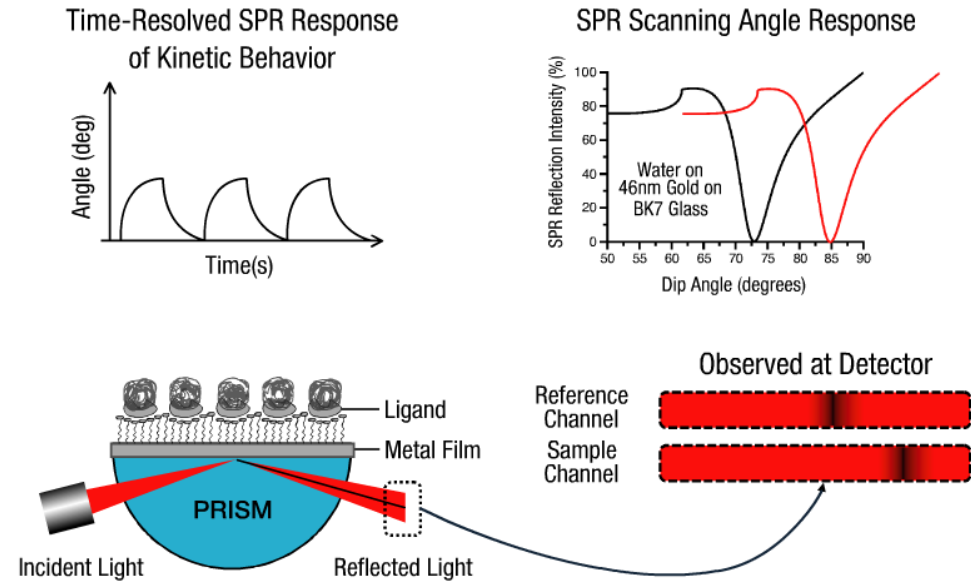 Time-Resolved SPR Response
of Kinetic Behavior
Angle (deg)
Time(s)
SPR Scanning Angle Response
SPR Reflection Intensity (%)
100
80
60
40
20
0
Water on
46nm Gold on
BK7 Glass
50 55 60 65 70 75 80 85 90
Dip Angle (degrees)
Ligand
Metal Film
PRISM
Incident Light
Reflected Light
Observed at Detector
Reference
Channel
Sample
Channel